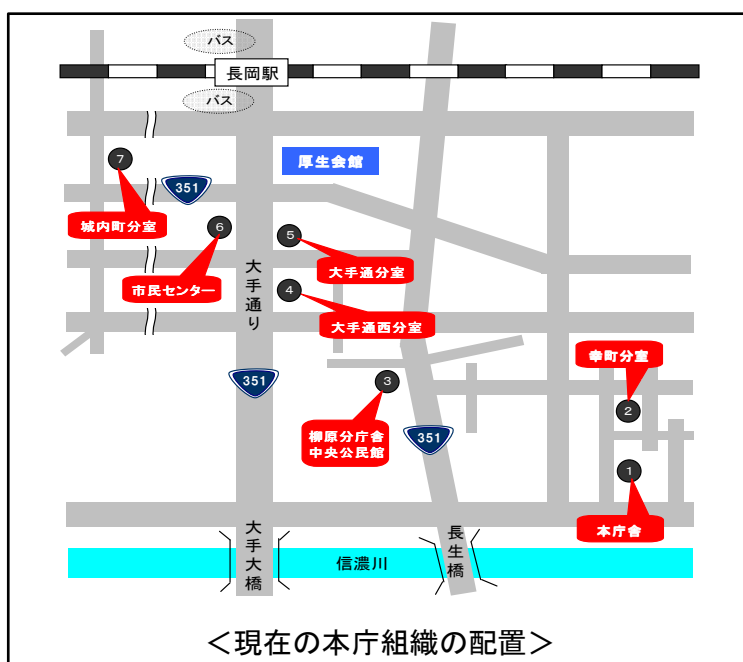 バス
長岡駅
バス
厚生会館
7
351
城内町分室
6
5
大手通分室
市民センター
大手通り
4
大手通西分室
351
3
幸町分室
2
柳原分庁舎
中央公民館
351
1
本庁舎
大手大橋
信濃川
長生橋
＜現在の本庁組織の配置＞